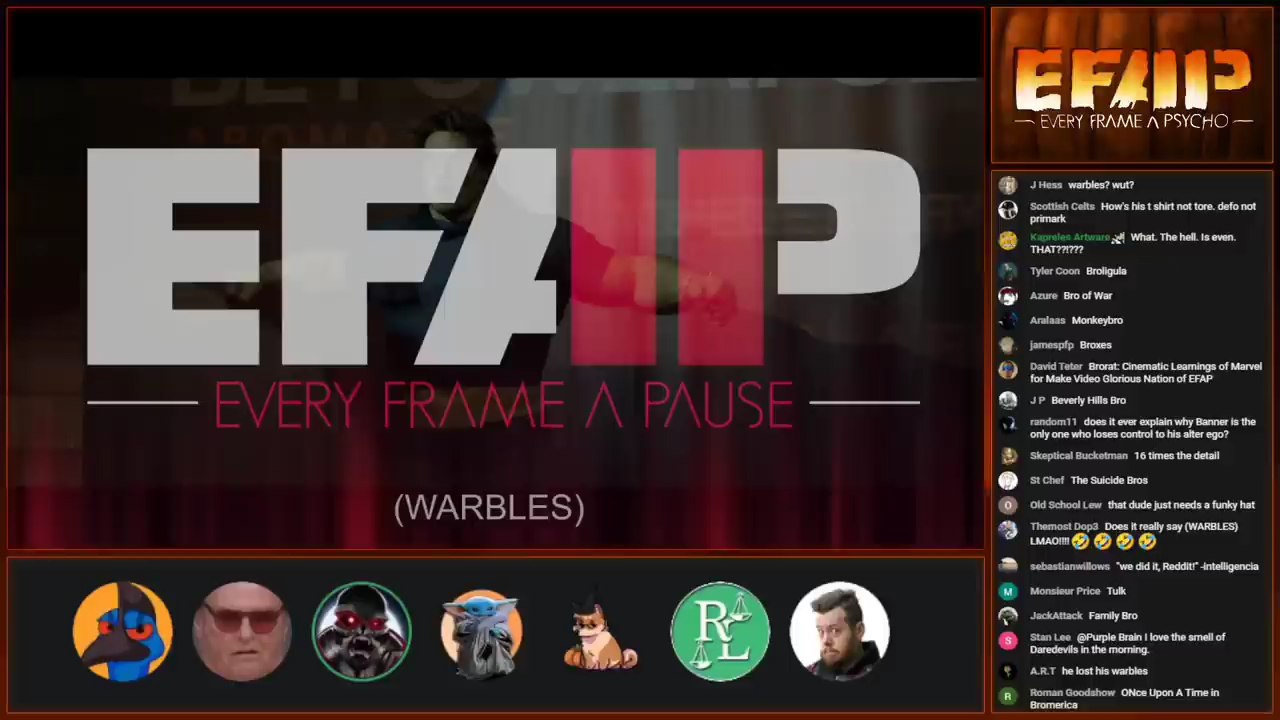 EFAP
EVERY FRAME A PAUSE
(WARBLES)
EFAP
EVERY FRAME A PSYCHO
J Hess warbles? wut?
Scottish Celts How's his t shirt not tore. defo not
primark
Kapreles Artware What. The hell. Is even.
THAT??!???
Tyler Coon Broligula
Azure Bro of War
Aralaas Monkeybro
jamespfp Broxes
David Teter Brorat: Cinematic Learnings of Marvel
for Make Video Glorious Nation of EFAP
J P Beverly Hills Bro
random11 does it ever explain why Banner is the
only one who loses control to his alter ego?
Skeptical Bucketman 16 times the detail
St Chef The Suicide Bros
O Old School Lew that dude just needs a funky hat
Themost Dop3 Does it really say (WARBLES)
LMAO!!!! 🤣 🤣 🤣 🤣
sebastianwillows "we did it, Reddit!" -Intelligencia
M Monsieur Price Tulk
JackAttack Family Bro
S Stan Lee @Purple Brain I love the smell of
Daredevils in the morning.
A.R.T he lost his warbles
R Roman Goodshow ONce Upon A Time in
Bromerica
RL